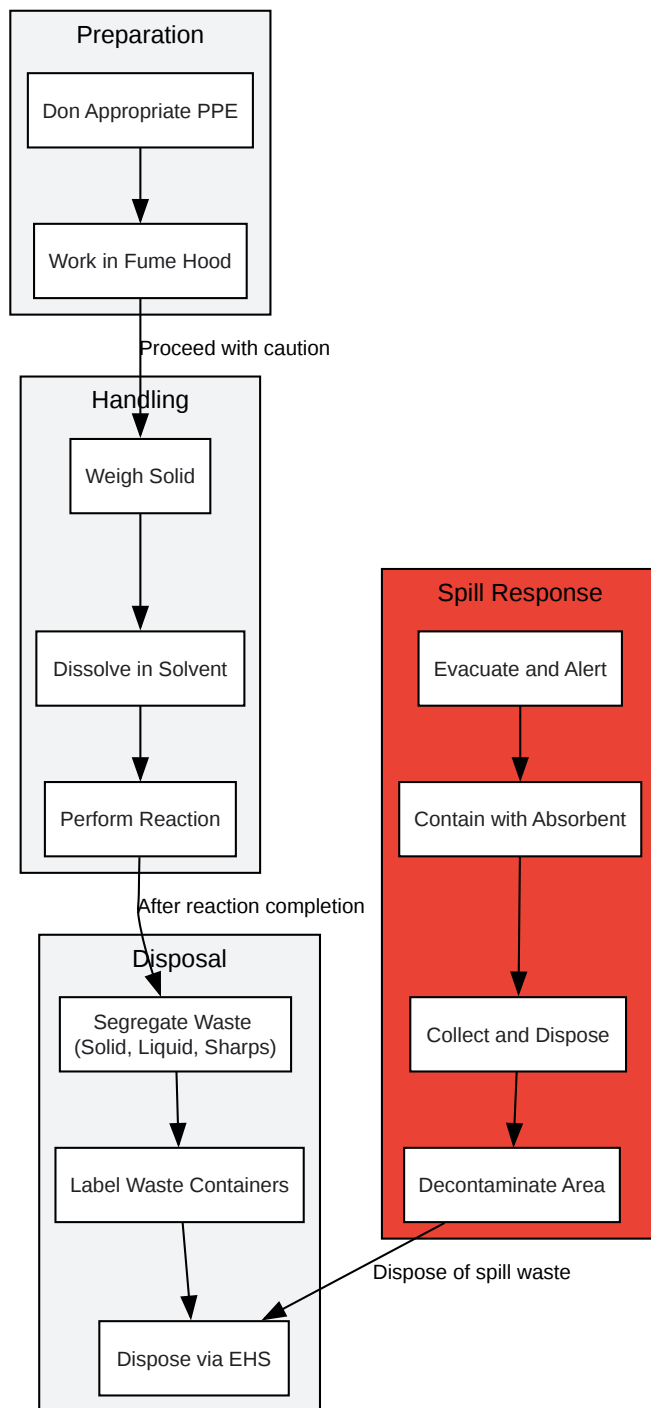 Preparation
Don Appropriate PPE
Work in Fume Hood
Proceed with caution
Handling
Weigh Solid
Dissolve in Solvent
Perform Reaction
After reaction completion
Disposal
Segregate Waste
(Solid, Liquid, Sharps)
Label Waste Containers
Dispose via EHS
Spill Response
Evacuate and Alert
Contain with Absorbent
Collect and Dispose
Decontaminate Area
Dispose of spill waste